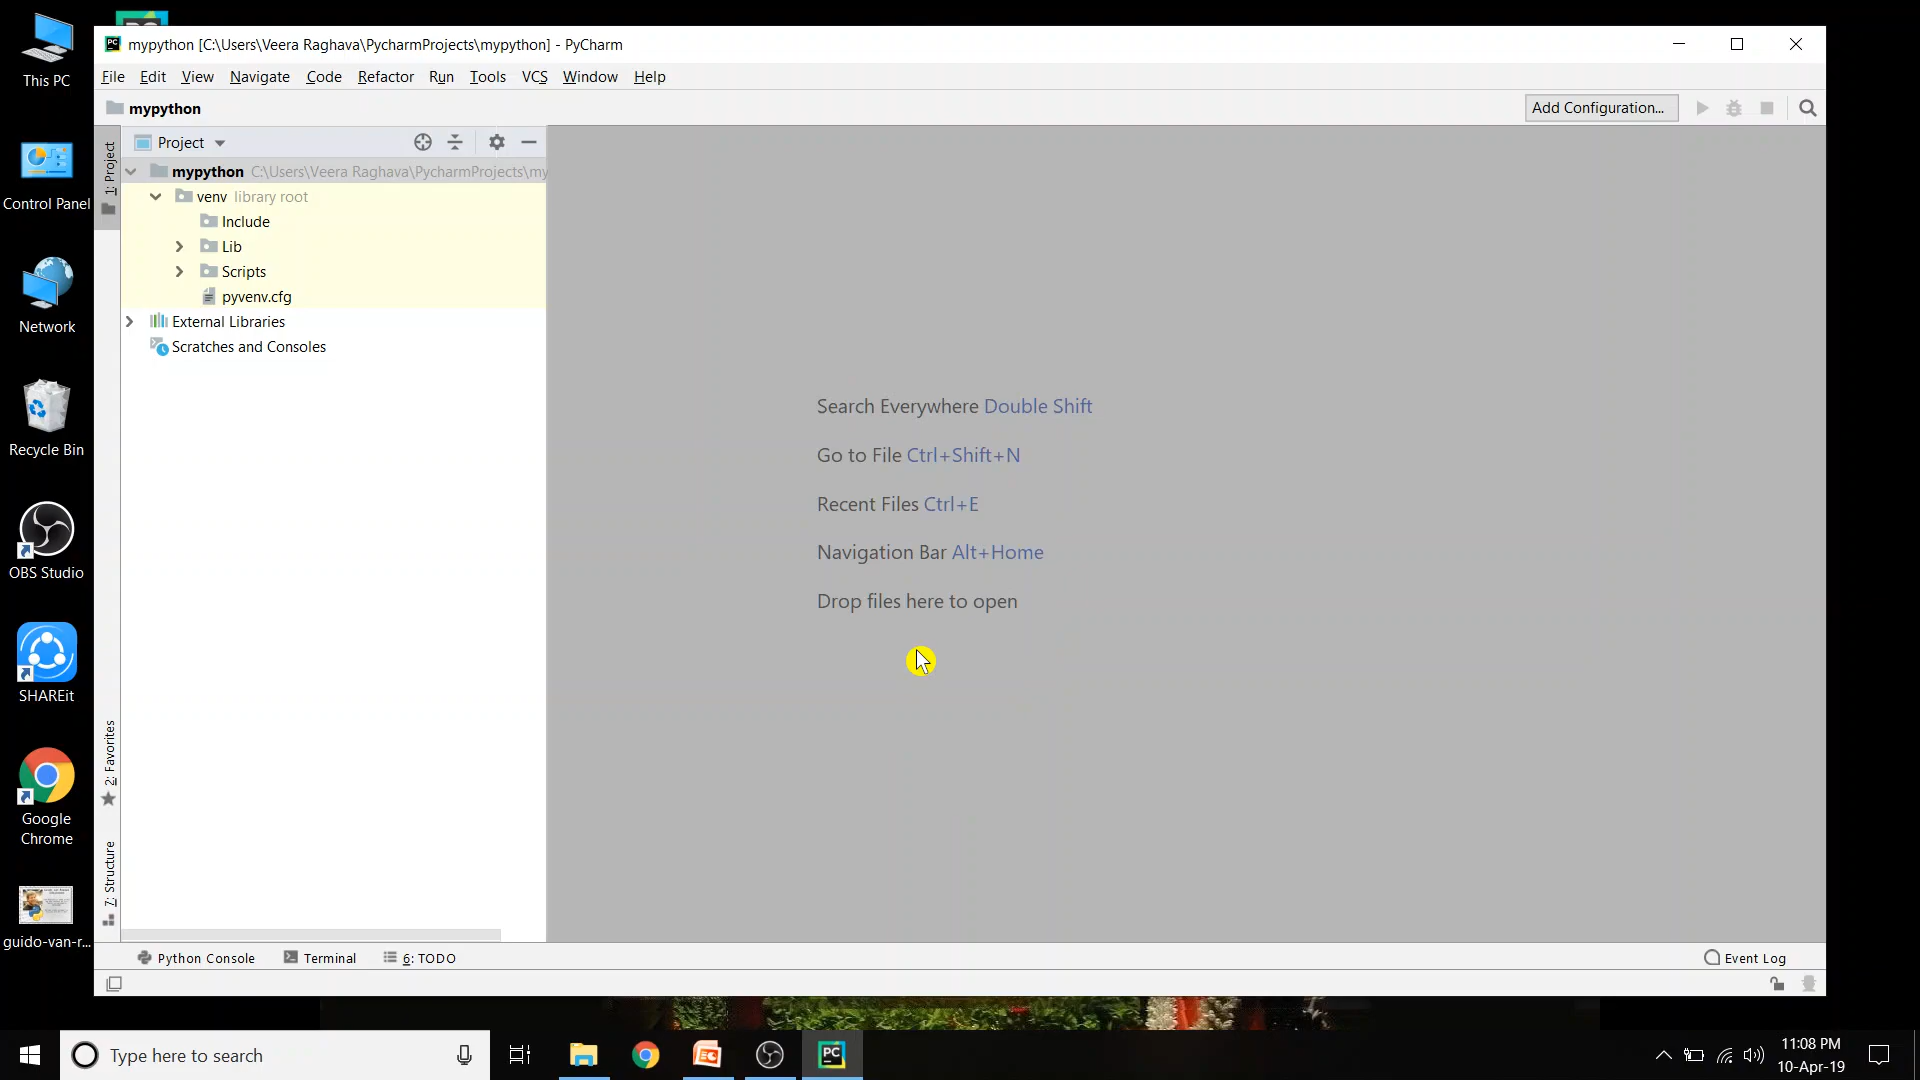 This PC
Control Panel
Network
Recycle Bin
OBS Studio
SHAREit
Google
Chrome
guido-van-r...
mypython [C:\Users\Veera Raghava\PycharmProjects\mypython] - PyCharm
File Edit View Navigate Code Refactor Run Tools VCS Window Help
mypython
Add Configuration...
1: Project
Project
mypython C:\Users\Veera Raghava\PycharmProjects\my
venv library root
Include
Lib
Scripts
pyvenv.cfg
External Libraries
Scratches and Consoles
Search Everywhere Double Shift
Go to File Ctrl+Shift+N
Recent Files Ctrl+E
Navigation Bar Alt+Home
Drop files here to open
2: Favorites
7: Structure
Python Console Terminal 6: TODO
Event Log
Type here to search
11:08 PM
10-Apr-19